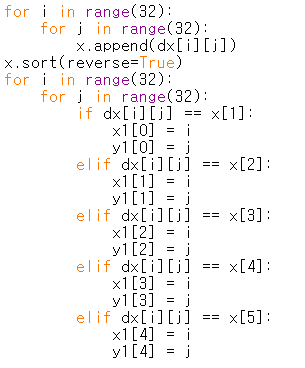 for i in range(32):
    for j in range(32):
        x.append(dx[i][j])
x.sort(reverse=True)
for i in range(32):
    for j in range(32):
        if dx[i][j] == x[1]:
            x1[0] = i
            y1[0] = j
        elif dx[i][j] == x[2]:
            x1[1] = i
            y1[1] = j
        elif dx[i][j] == x[3]:
            x1[2] = i
            y1[2] = j
        elif dx[i][j] == x[4]:
            x1[3] = i
            y1[3] = j
        elif dx[i][j] == x[5]:
            x1[4] = i
            y1[4] = j